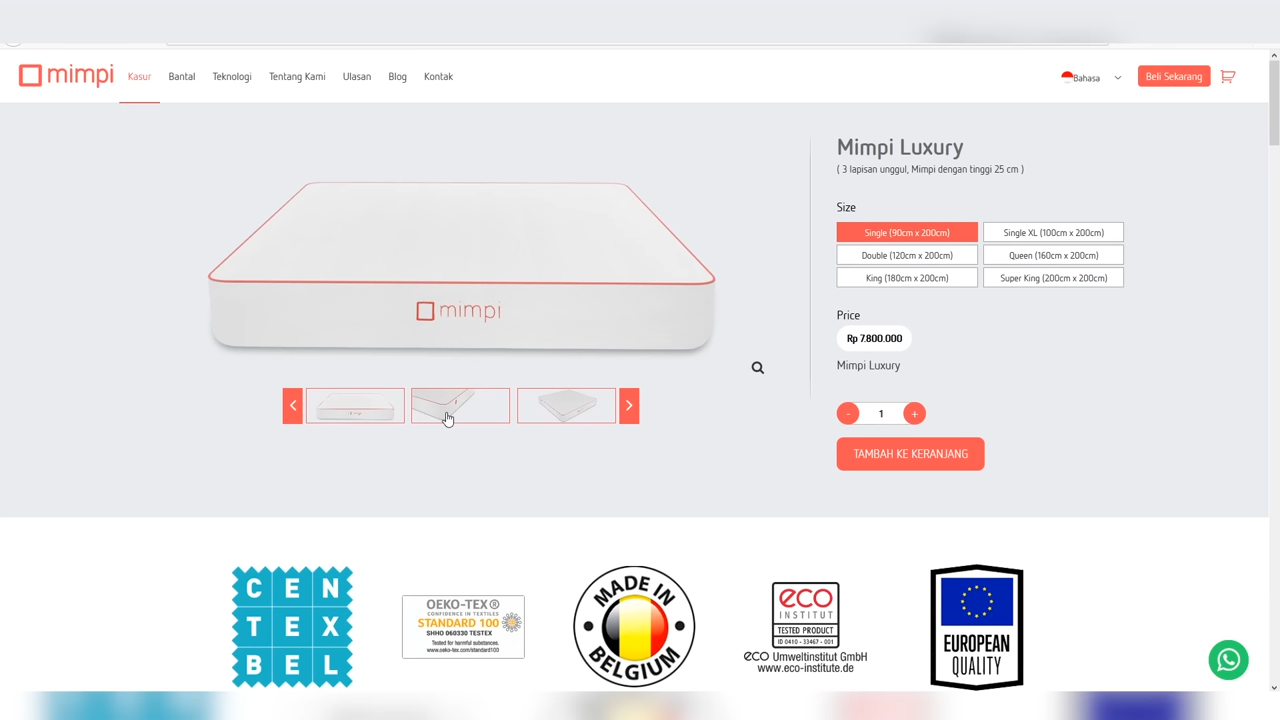 mimpi
Kasur Bantal Teknologi Tentang Kami Ulasan Blog Kontak
Bahasa
Beli Sekarang
mimpi
Mimpi Luxury
( 3 lapisan unggul, Mimpi dengan tinggi 25 cm )
Size
Single (90cm x 200cm) Single XL (100cm x 200cm)
Double (120cm x 200cm) Queen (160cm x 200cm)
King (180cm x 200cm) Super King (200cm x 200cm)
Price
Rp 7.800.000
Mimpi Luxury
- 1 +
TAMBAH KE KERANJANG
CEN
TEX
BEL
OEKO-TEX®
CONFIDENCE IN TEXTILES
STANDARD 100
SHHO 060330 TESTEX
Tested for harmful substances.
www.oeko-tex.com/standard100
MADE IN
BELGIUM
eco
INSTITUT
TESTED PRODUCT
ID 0410 - 33467 - 001
eco Umweltinstitut GmbH
www.eco-institute.de
EUROPEAN
QUALITY